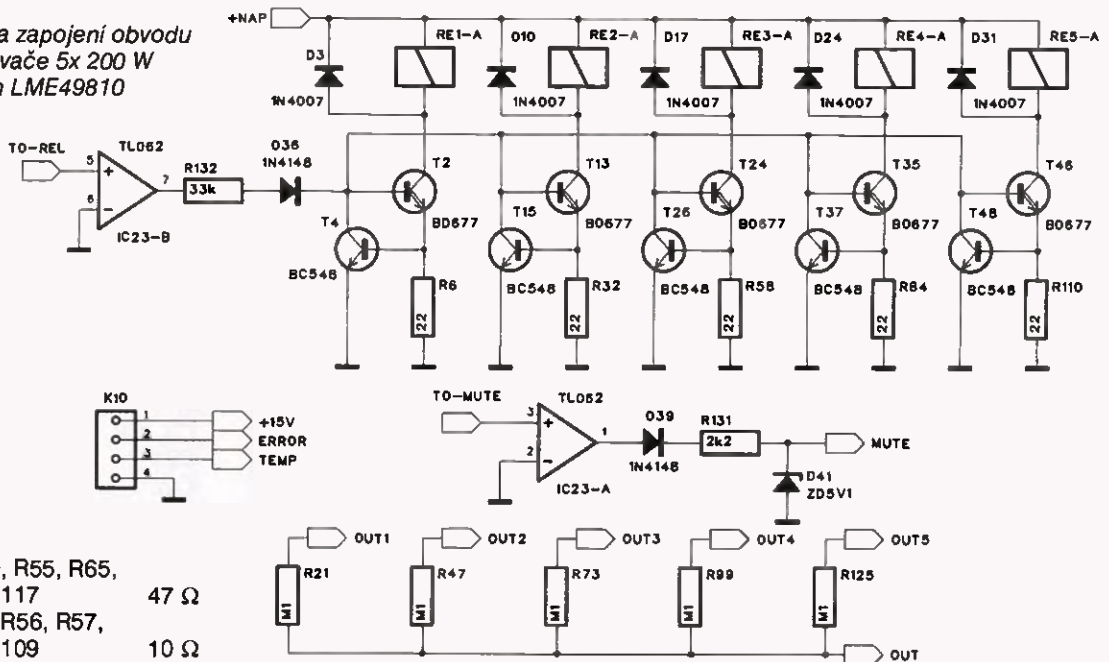 a zapojení obvodu
vače 5x 200 W
LME49810
+NAP
D3
1N4007
RE1-A
D10
1N4007
RE2-A
D17
1N4007
RE3-A
D24
1N4007
RE4-A
D31
1N4007
RE5-A
TO-REL
5
6
7
TL062
IC23-B
R132
33k
D36
1N4148
T2
BD677
T4
BC548
R6
22
T13
BD677
T15
BC548
R32
22
T24
BD677
T26
BC548
R58
22
T35
BD677
T37
BC548
R84
22
T46
BD677
T48
BC548
R110
22
K10
1
2
3
4
+15V
ERROR
TEMP
TO-MUTE
3
2
1
TL062
IC23-A
D39
1N4148
R131
2k2
D41
ZD5V1
MUTE
OUT1
OUT2
OUT3
OUT4
OUT5
R21
M1
R47
M1
R73
M1
R99
M1
R125
M1
OUT
, R55, R65,
117 47 Ω
R56, R57,
109 10 Ω